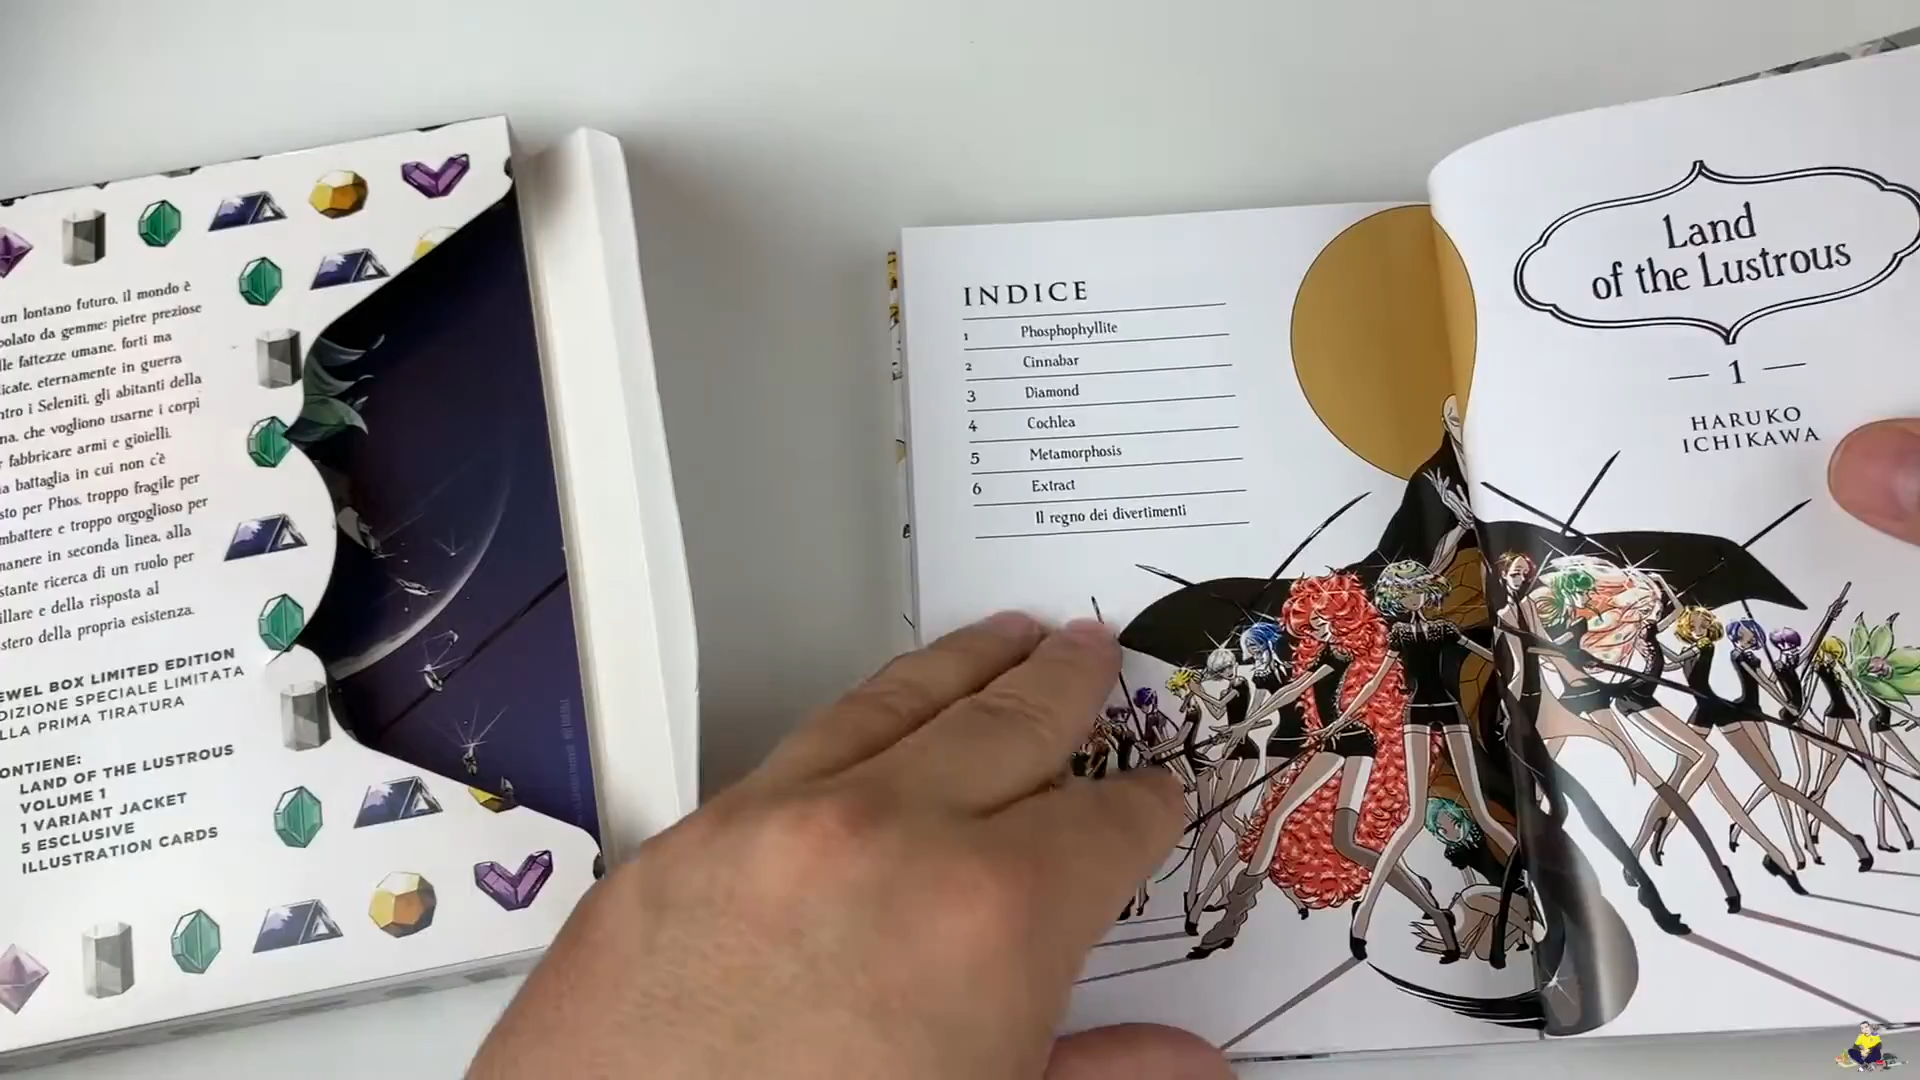 un lontano futuro, il mondo è
polato da gemme: pietre preziose
lle fattezze umane, forti ma
licate, eternamente in guerra
ntro i Seleniti, gli abitanti della
na, che vogliono usarne i corpi
r fabbricare armi e gioielli.
a battaglia in cui non c'è
sto per Phos, troppo fragile per
mbattere e troppo orgoglioso per
manere in seconda linea, alla
stante ricerca di un ruolo per
illare e della risposta al
stero della propria esistenza.
EWEL BOX LIMITED EDITION
DIZIONE SPECIALE LIMITATA
LLA PRIMA TIRATURA
ONTIENE:
LAND OF THE LUSTROUS
VOLUME 1
1 VARIANT JACKET
5 ESCLUSIVE
ILLUSTRATION CARDS
INDICE
1 Phosphophyllite
2 Cinnabar
3 Diamond
4 Cochlea
5 Metamorphosis
6 Extract
Il regno dei divertimenti
Land
of the Lustrous
— 1 —
HARUKO
ICHIKAWA